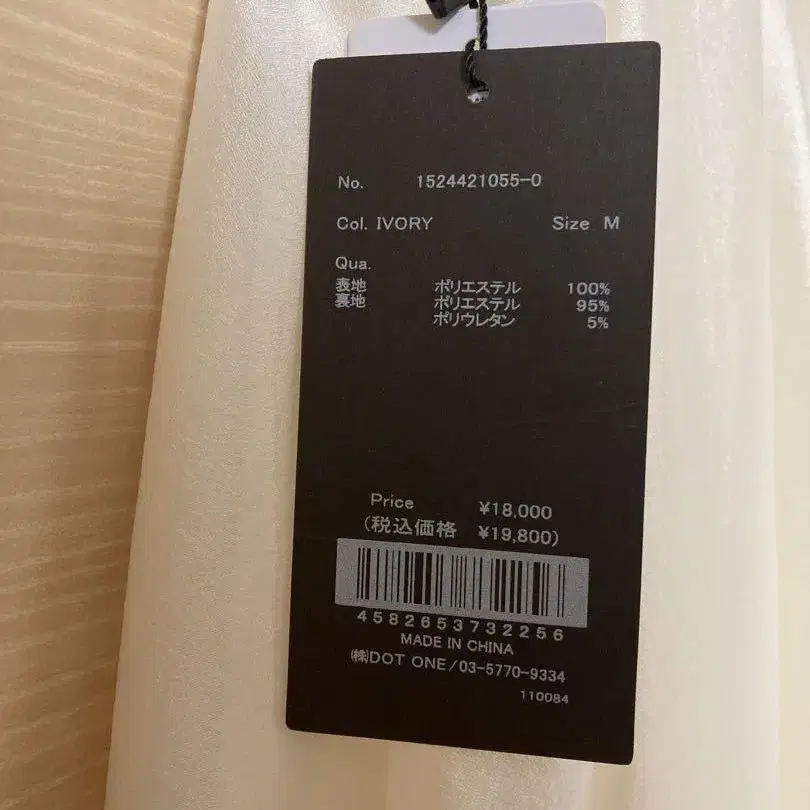 No. 1524421055-0
Col. IVORY Size M
Qua.
表地 ポリエステル 100%
裏地 ポリエステル 95%
ポリウレタン 5%
Price ¥18,000
(税込価格 ¥19,800)
4582653732256
MADE IN CHINA
㈱DOT ONE/03-5770-9334
110084